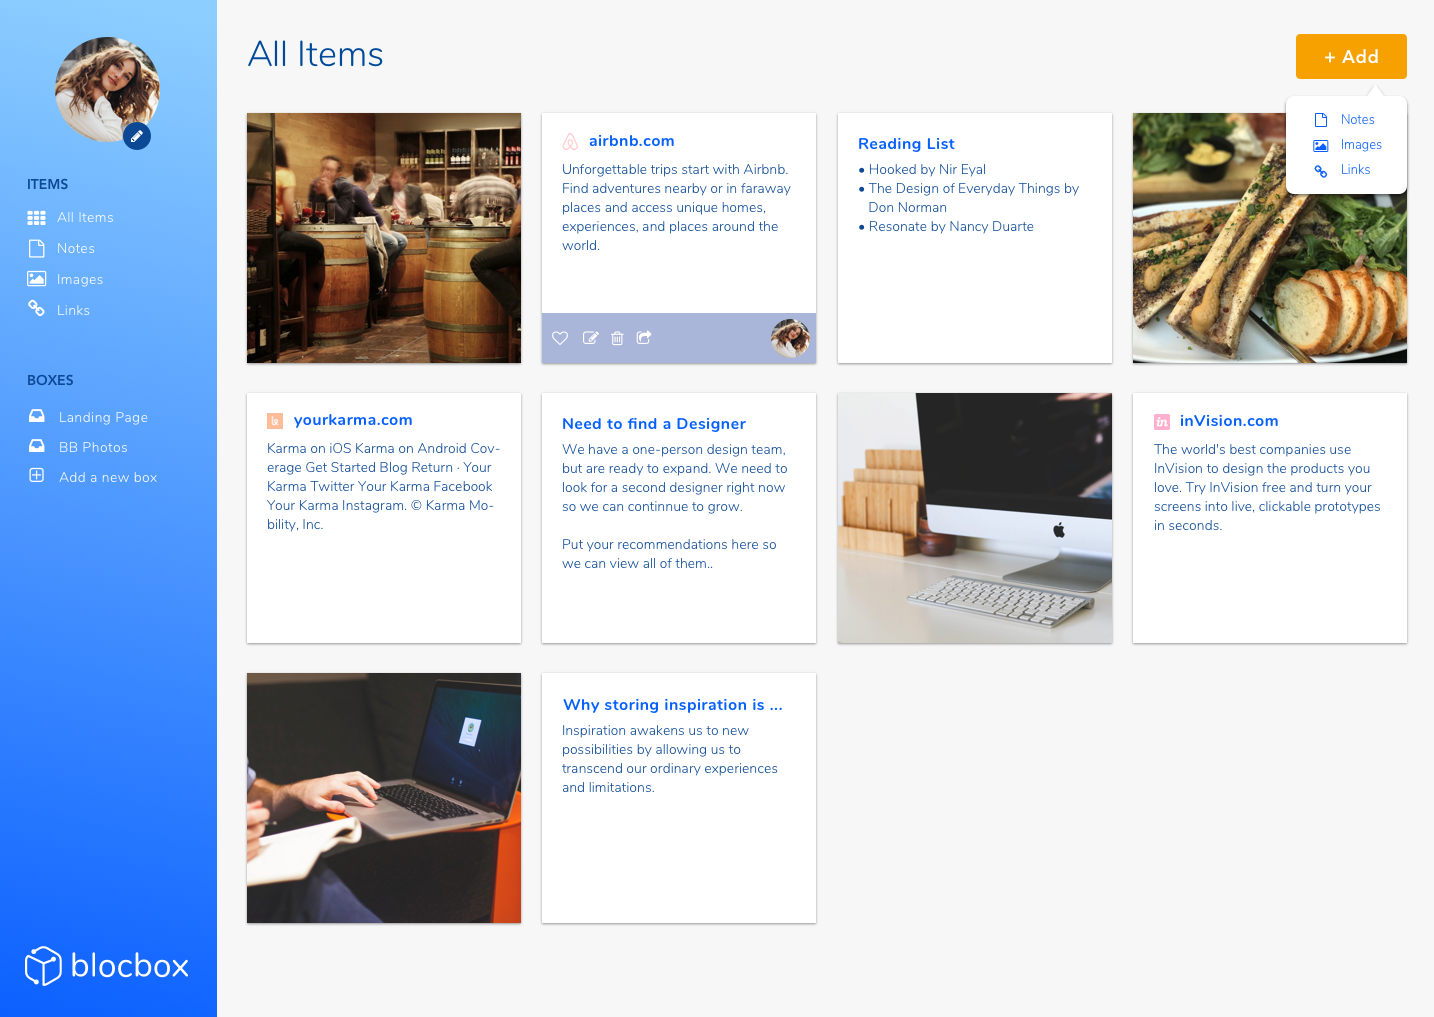 ITEMS
All Items
Notes
Images
Links
BOXES
Landing Page
BB Photos
Add a new box
blocbox
All Items
+ Add
Notes
Images
Links
airbnb.com
Unforgettable trips start with Airbnb.
Find adventures nearby or in faraway
places and access unique homes,
experiences, and places around the
world.
Reading List
• Hooked by Nir Eyal
• The Design of Everyday Things by
Don Norman
• Resonate by Nancy Duarte
yourkarma.com
Karma on iOS Karma on Android Cov-
erage Get Started Blog Return · Your
Karma Twitter Your Karma Facebook
Your Karma Instagram. © Karma Mo-
bility, Inc.
Need to find a Designer
We have a one-person design team,
but are ready to expand. We need to
look for a second designer right now
so we can continnue to grow.
Put your recommendations here so
we can view all of them..
in
inVision.com
The world's best companies use
InVision to design the products you
love. Try InVision free and turn your
screens into live, clickable prototypes
in seconds.
Why storing inspiration is ...
Inspiration awakens us to new
possibilities by allowing us to
transcend our ordinary experiences
and limitations.